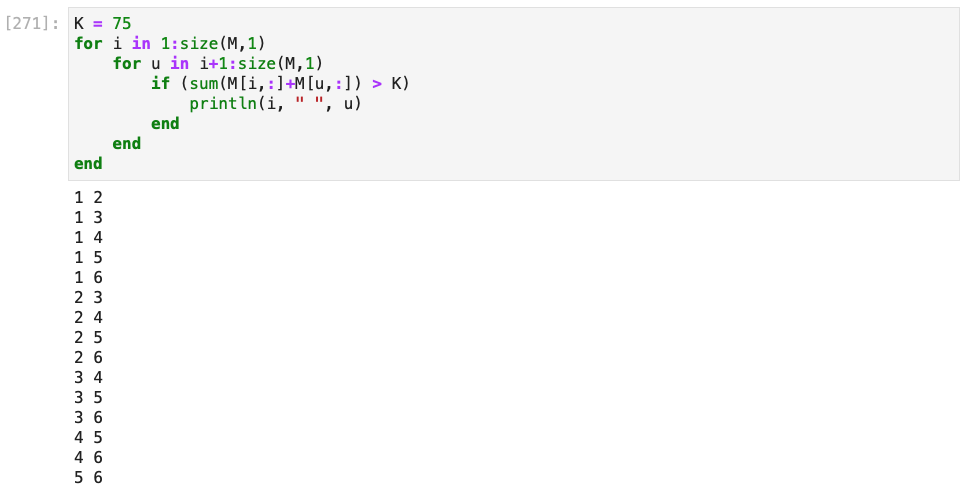 [271]: K = 75
for i in 1:size(M,1)
    for u in i+1:size(M,1)
        if (sum(M[i,:]+M[u,:]) > K)
            println(i, " ", u)
        end
    end
end
1 2
1 3
1 4
1 5
1 6
2 3
2 4
2 5
2 6
3 4
3 5
3 6
4 5
4 6
5 6